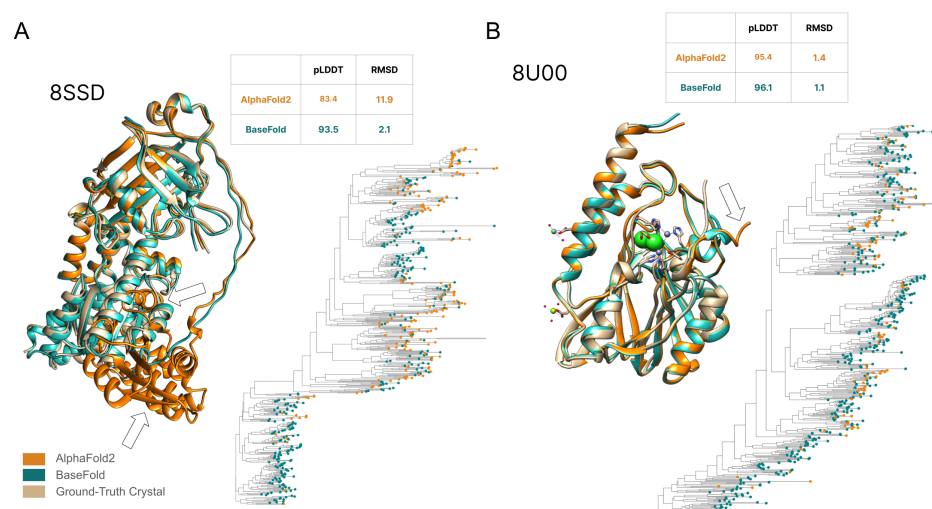 A
8SSD
pLDDT RMSD
AlphaFold2 83.4 11.9
BaseFold 93.5 2.1
AlphaFold2
BaseFold
Ground-Truth Crystal
B
8U00
pLDDT RMSD
AlphaFold2 95.4 1.4
BaseFold 96.1 1.1